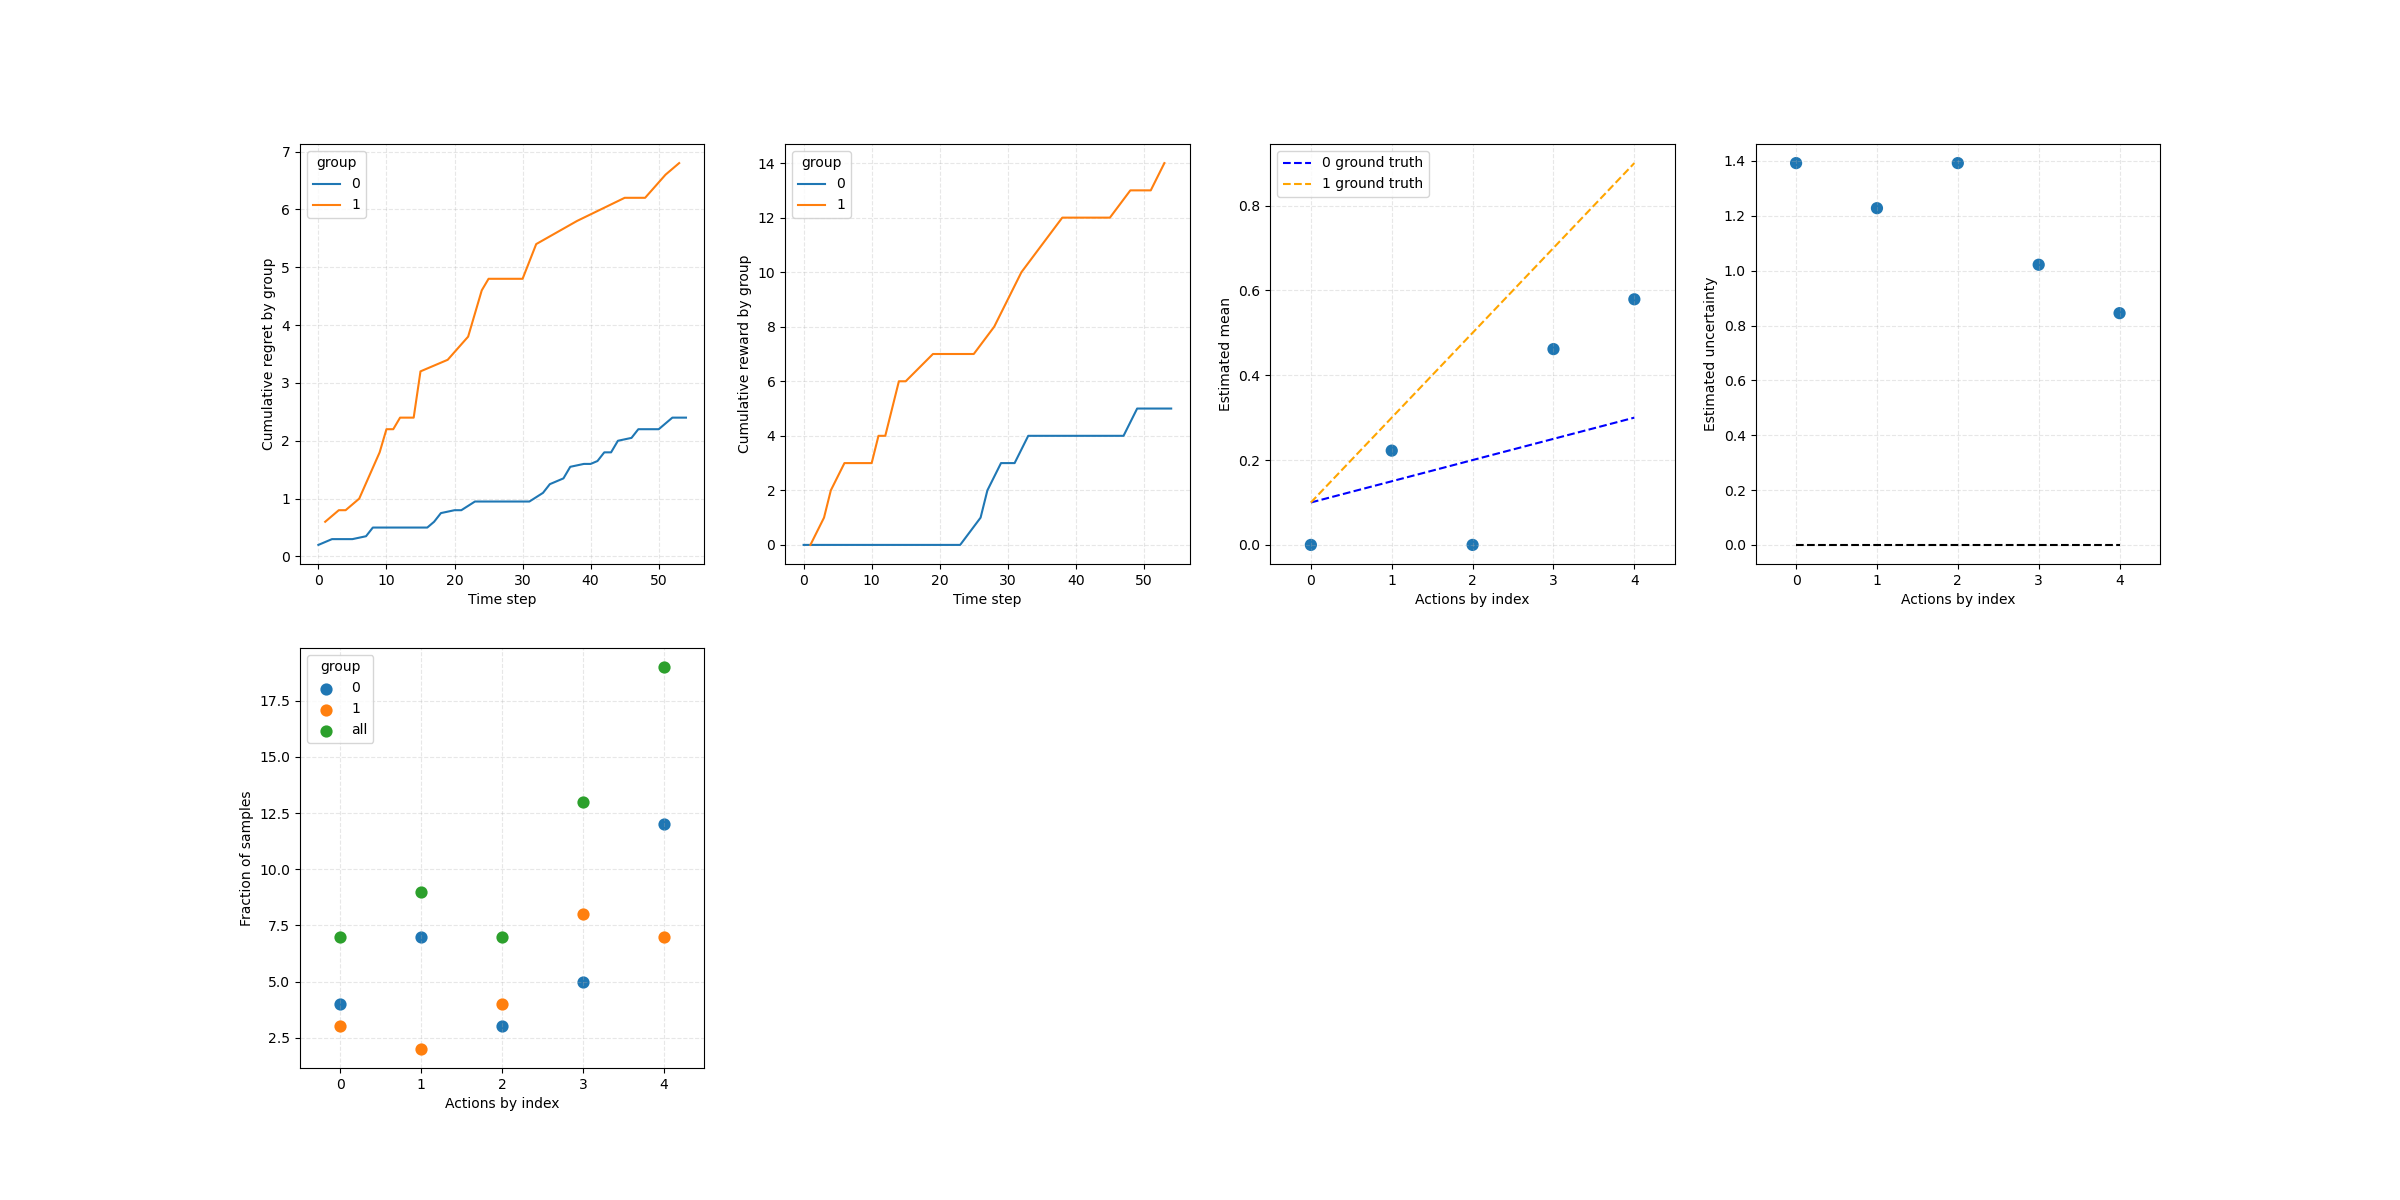 Cumulative regret by group
7
6
5
4
3
2
1
0
group
0
1
0 10 20 30 40 50
Time step
Cumulative reward by group
14
12
10
8
6
4
2
0
group
0
1
0 10 20 30 40 50
Time step
Estimated mean
0.8
0.6
0.4
0.2
0.0
0 ground truth
1 ground truth
0 1 2 3 4
Actions by index
Estimated uncertainty
1.4
1.2
1.0
0.8
0.6
0.4
0.2
0.0
0 1 2 3 4
Actions by index
Fraction of samples
17.5
15.0
12.5
10.0
7.5
5.0
2.5
group
0
1
all
0 1 2 3 4
Actions by index